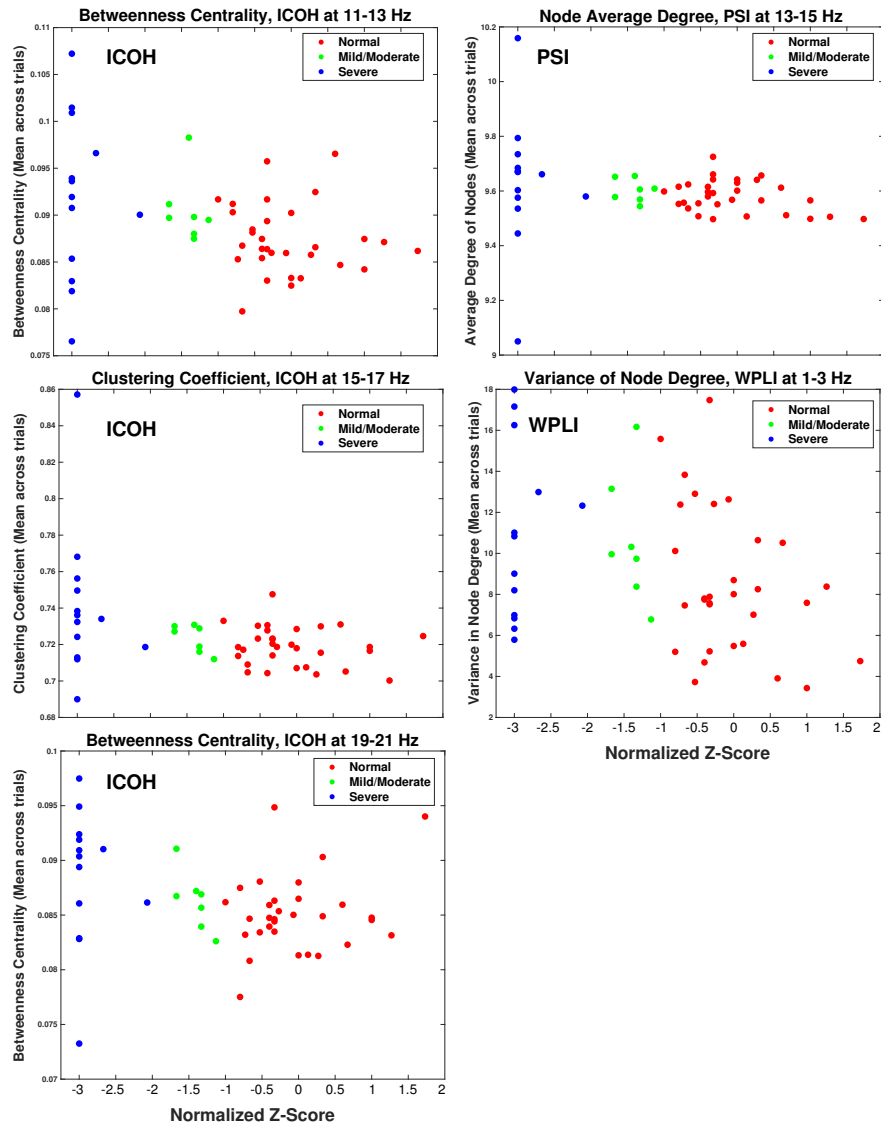 Betweenness Centrality, ICOH at 11-13 Hz
0.11
0.105
0.1
0.095
0.09
0.085
0.08
0.075
Betweenness Centrality (Mean across trials)
ICOH
Normal
Mild/Moderate
Severe
Node Average Degree, PSI at 13-15 Hz
10.2
10
9.8
9.6
9.4
9.2
9
Average Degree of Nodes (Mean across trials)
PSI
Normal
Mild/Moderate
Severe
Clustering Coefficient, ICOH at 15-17 Hz
0.86
0.84
0.82
0.8
0.78
0.76
0.74
0.72
0.7
0.68
Clustering Coefficient (Mean across trials)
ICOH
Normal
Mild/Moderate
Severe
Variance of Node Degree, WPLI at 1-3 Hz
18
16
14
12
10
8
6
4
2
Variance in Node Degree (Mean across trials)
WPLI
Normal
Mild/Moderate
Severe
-3 -2.5 -2 -1.5 -1 -0.5 0 0.5 1 1.5 2
Normalized Z-Score
Betweenness Centrality, ICOH at 19-21 Hz
0.1
0.095
0.09
0.085
0.08
0.075
0.07
Betweenness Centrality (Mean across trials)
ICOH
Normal
Mild/Moderate
Severe
-3 -2.5 -2 -1.5 -1 -0.5 0 0.5 1 1.5 2
Normalized Z-Score